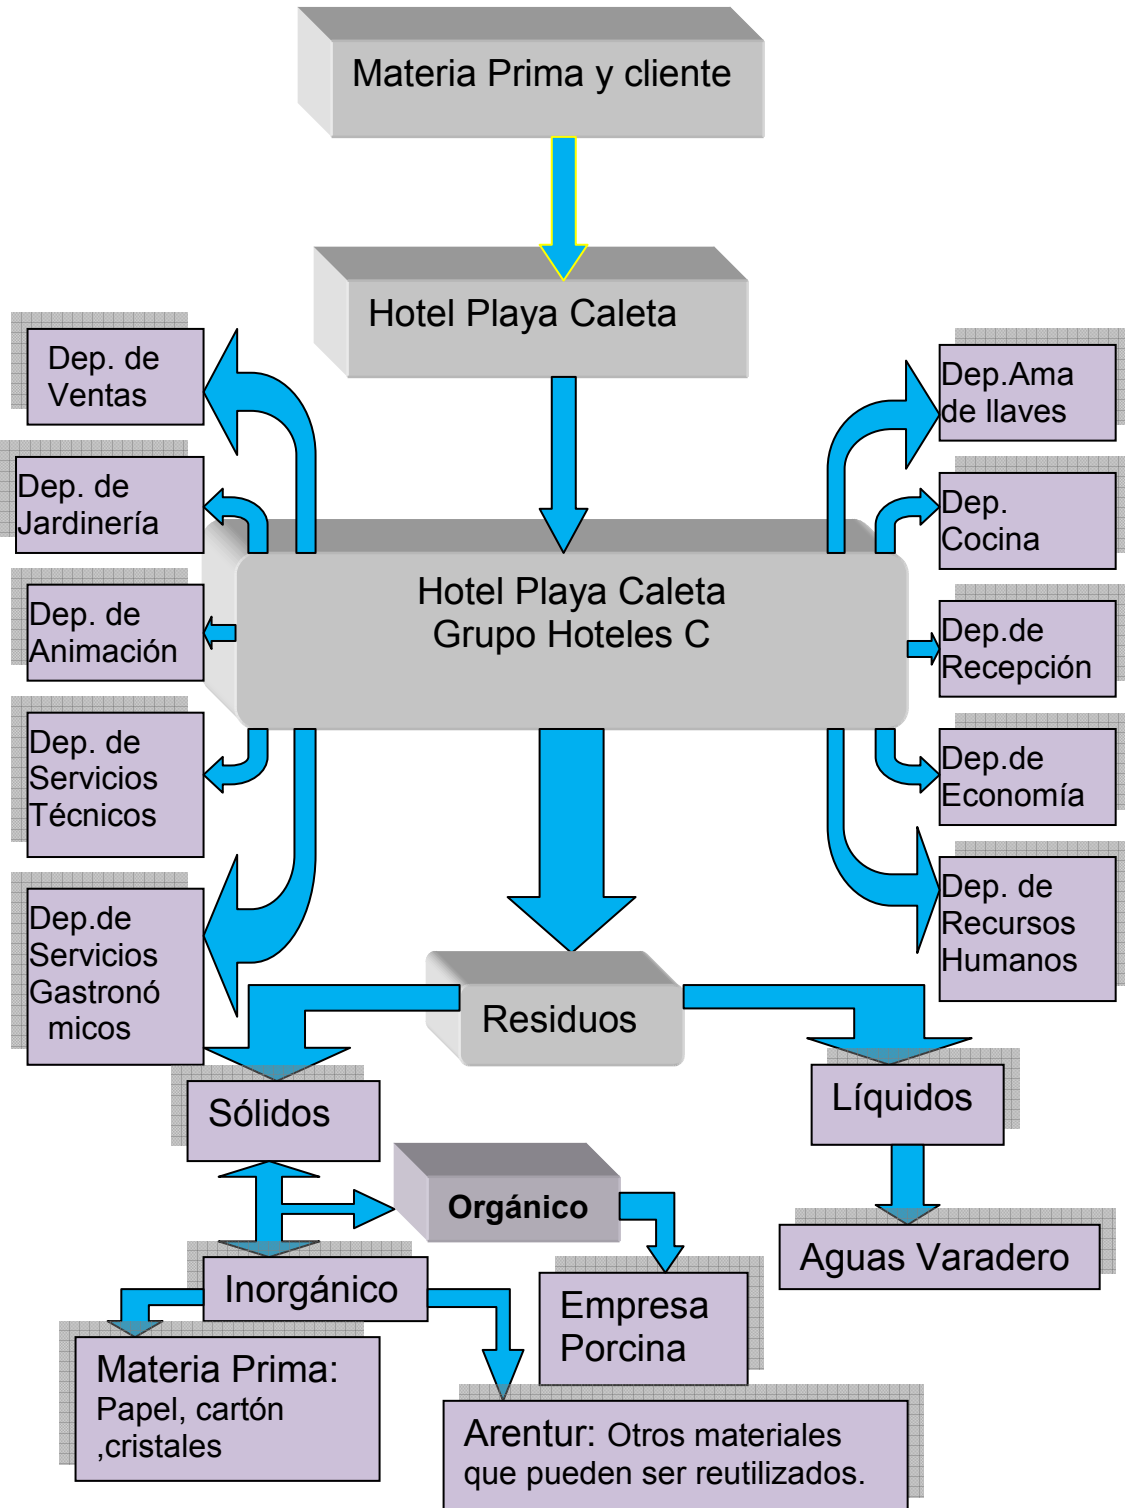 Materia Prima y cliente
Hotel Playa Caleta
Dep. de
Ventas
Dep.Ama
de llaves
Dep. de
Jardinería
Dep.
Cocina
Hotel Playa Caleta
Grupo Hoteles C
Dep. de
Animación
Dep.de
Recepción
Dep. de
Servicios
Técnicos
Dep.de
Economía
Dep.de
Servicios
Gastronó
micos
Dep. de
Recursos
Humanos
Residuos
Sólidos
Líquidos
Orgánico
Aguas Varadero
Inorgánico
Empresa
Porcina
Materia Prima:
Papel, cartón
,cristales
Arentur: Otros materiales
que pueden ser reutilizados.